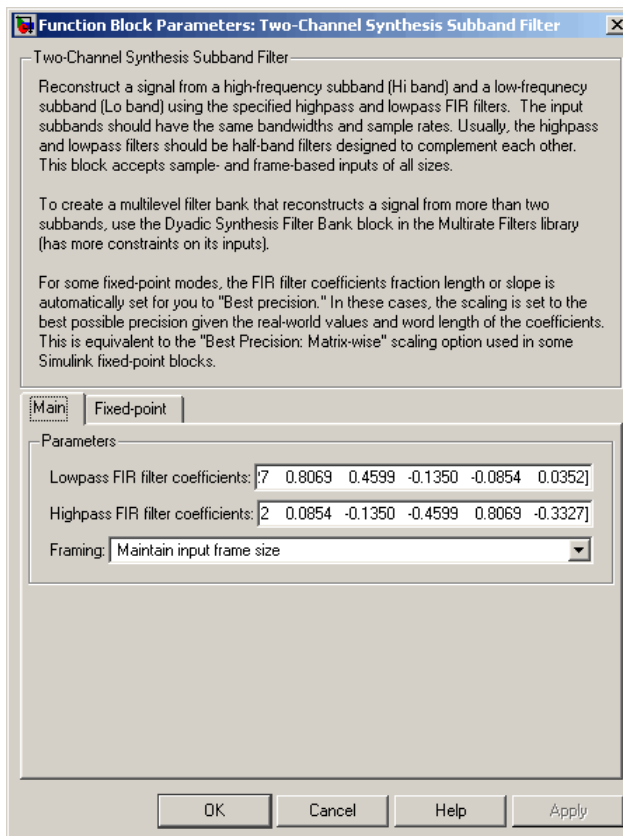 Function Block Parameters: Two-Channel Synthesis Subband Filter
Two-Channel Synthesis Subband Filter
Reconstruct a signal from a high-frequency subband (Hi band) and a low-frequnecy
subband (Lo band) using the specified highpass and lowpass FIR filters.  The input
subbands should have the same bandwidths and sample rates. Usually, the highpass
and lowpass filters should be half-band filters designed to complement each other.
This block accepts sample- and frame-based inputs of all sizes.
To create a multilevel filter bank that reconstructs a signal from more than two
subbands, use the Dyadic Synthesis Filter Bank block in the Multirate Filters library
(has more constraints on its inputs).
For some fixed-point modes, the FIR filter coefficients fraction length or slope is
automatically set for you to "Best precision." In these cases, the scaling is set to the
best possible precision given the real-world values and word length of the coefficients.
This is equivalent to the "Best Precision: Matrix-wise" scaling option used in some
Simulink fixed-point blocks.
Main Fixed-point
Parameters
Lowpass FIR filter coefficients: 7 0.8069 0.4599 -0.1350 -0.0854 0.0352]
Highpass FIR filter coefficients: 2 0.0854 -0.1350 -0.4599 0.8069 -0.3327]
Framing: Maintain input frame size
OK Cancel Help Apply